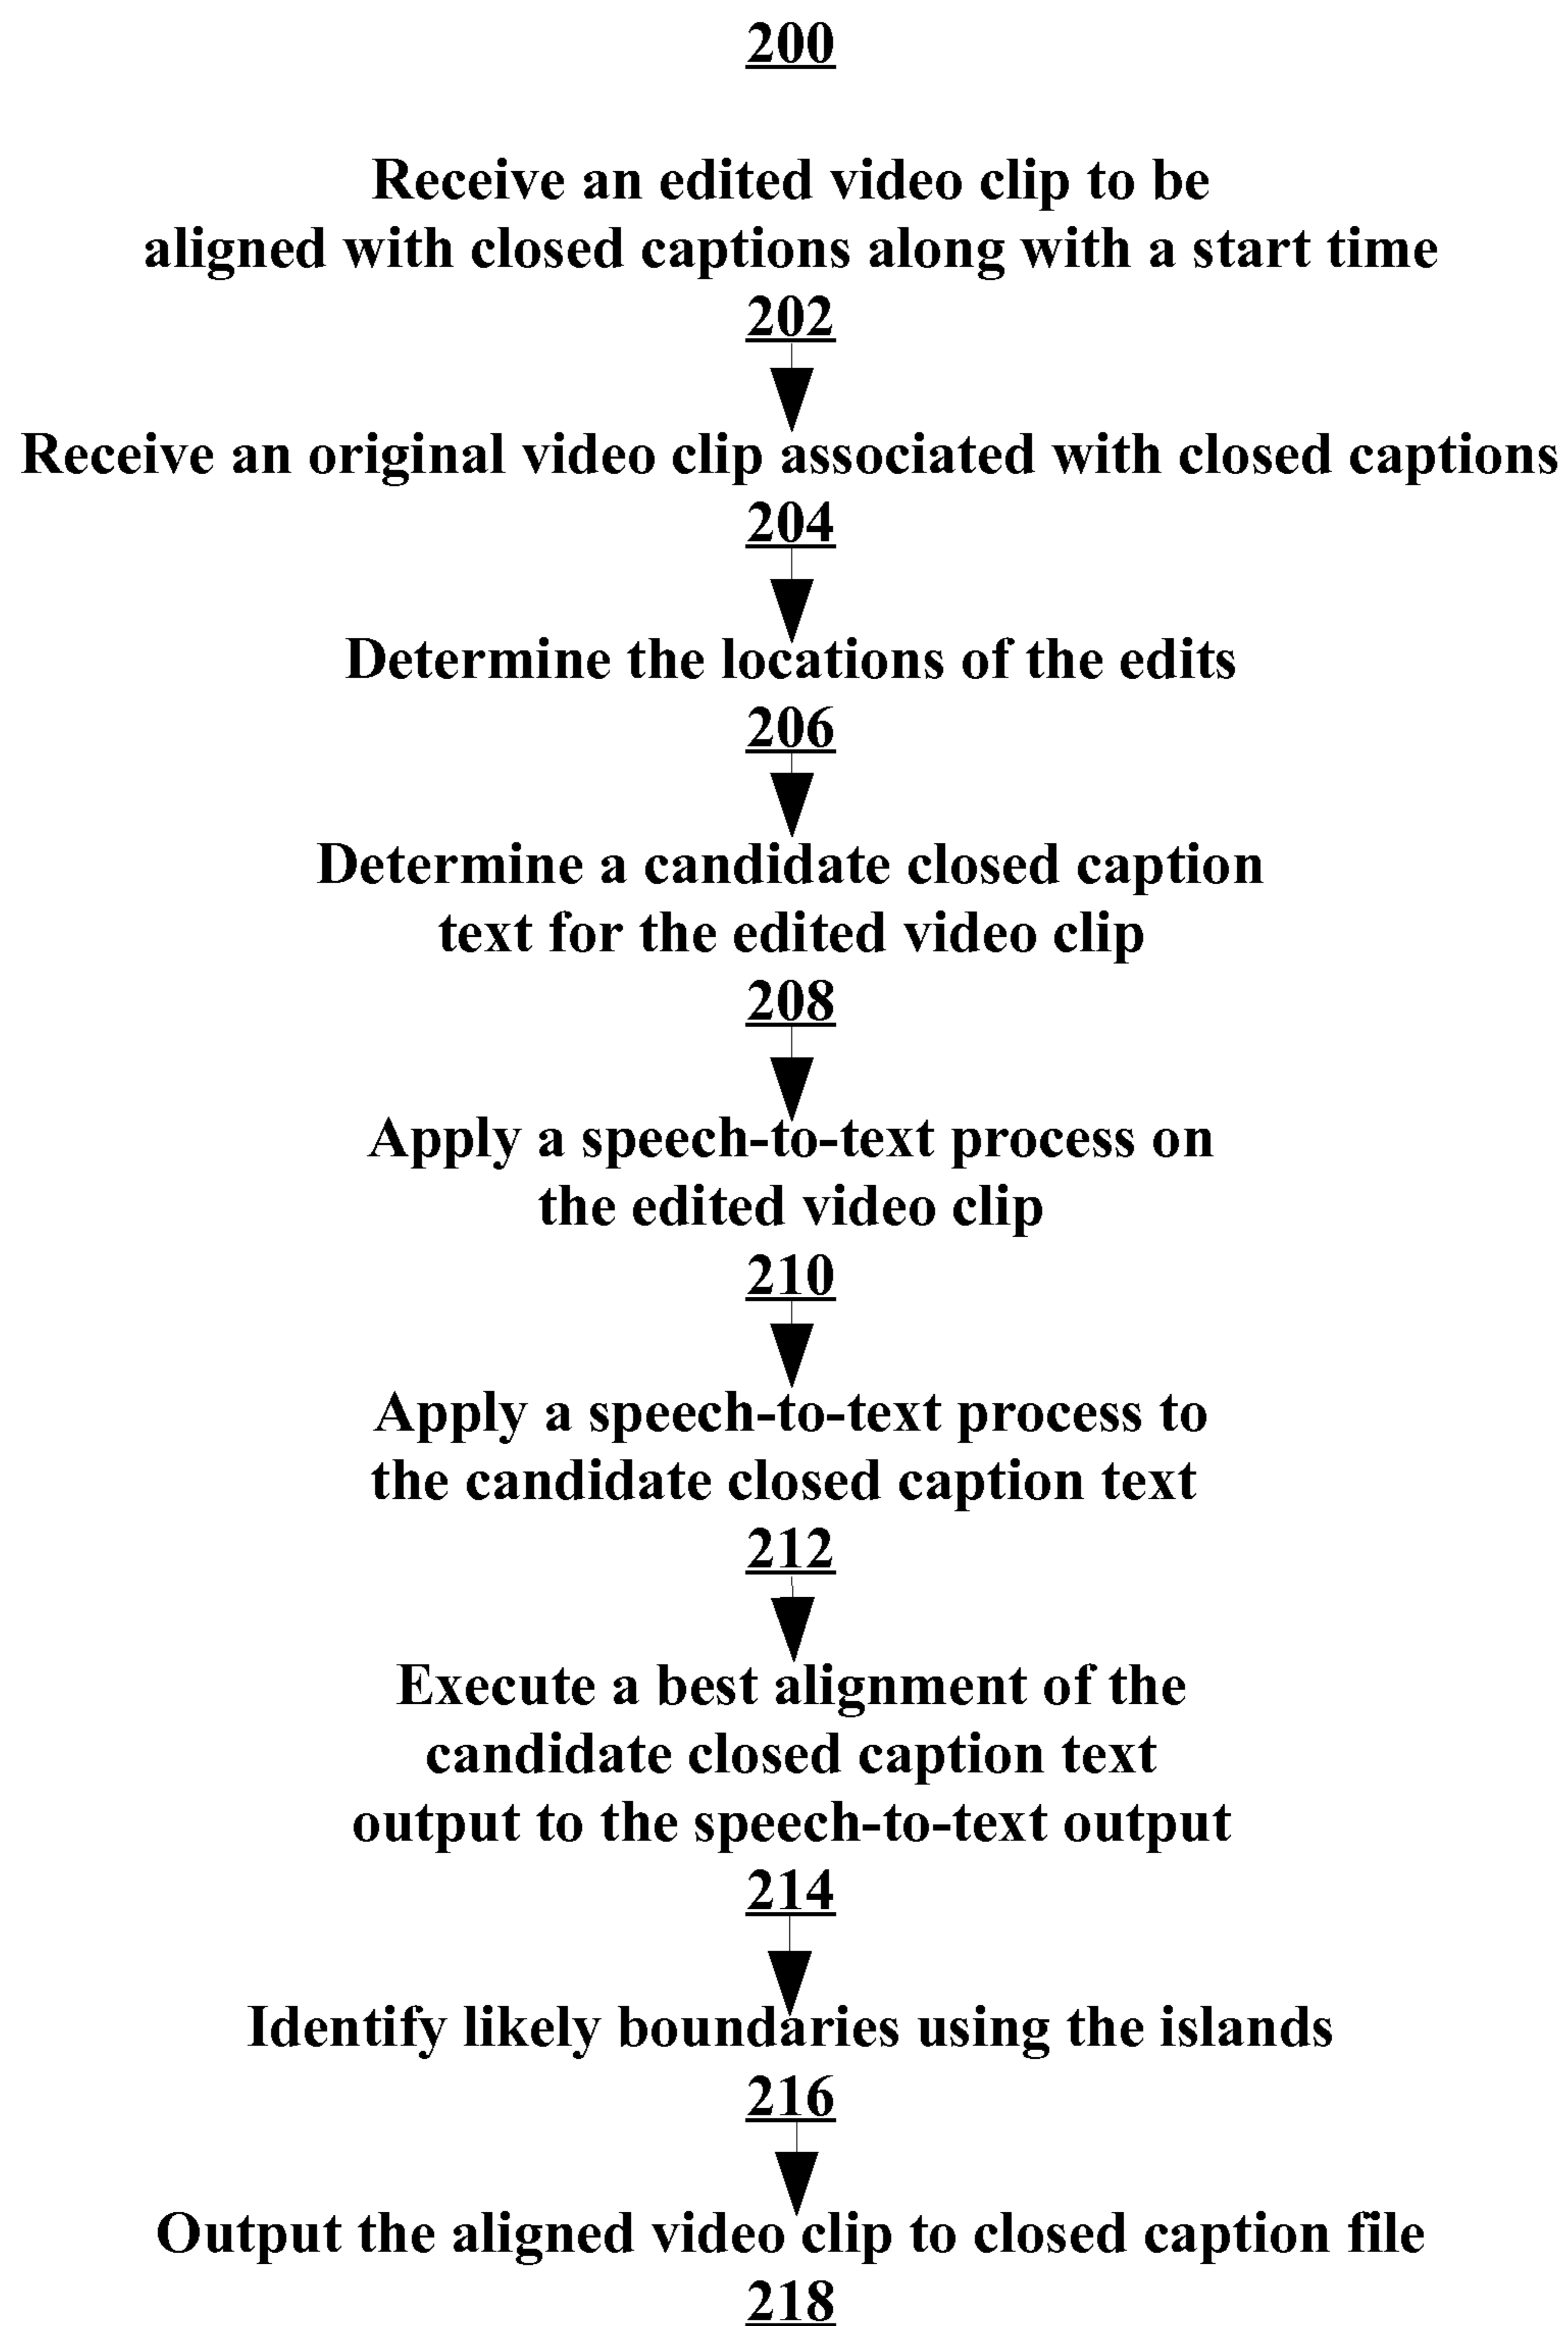 200
Receive an edited video clip to be
aligned with closed captions along with a start time
202
Receive an original video clip associated with closed captions
204
Determine the locations of the edits
206
Determine a candidate closed caption
text for the edited video clip
208
Apply a speech-to-text process on
the edited video clip
210
Apply a speech-to-text process to
the candidate closed caption text
212
Execute a best alignment of the
candidate closed caption text
output to the speech-to-text output
214
Identify likely boundaries using the islands
216
Output the aligned video clip to closed caption file
218